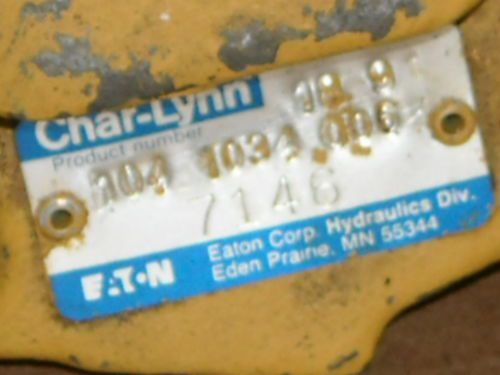 Char-Lynn
Product number
104 1034 006
7146
EATON
Eaton Corp. Hydraulics Div.
Eden Prairie, MN 55344